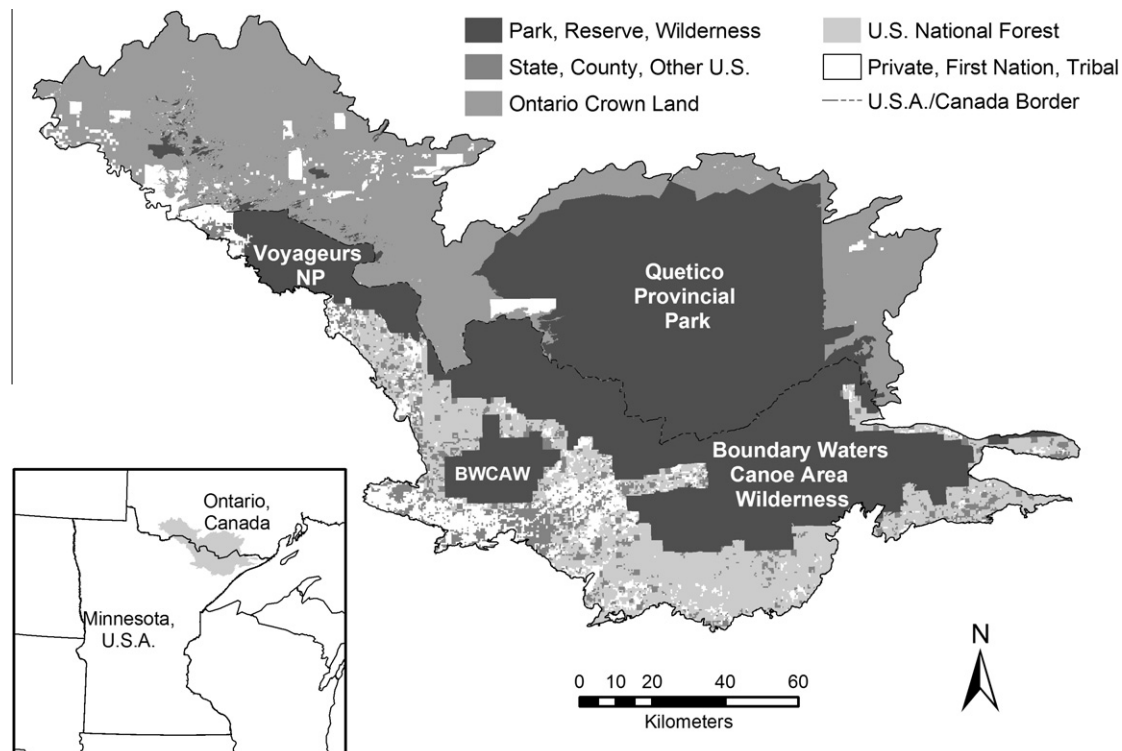 Park, Reserve, Wilderness
State, County, Other U.S.
Ontario Crown Land
U.S. National Forest
Private, First Nation, Tribal
U.S.A./Canada Border
Voyageurs
NP
Quetico
Provincial
Park
BWCAW
Boundary Waters
Canoe Area
Wilderness
Ontario,
Canada
Minnesota,
U.S.A.
N
0 10 20 40 60
Kilometers